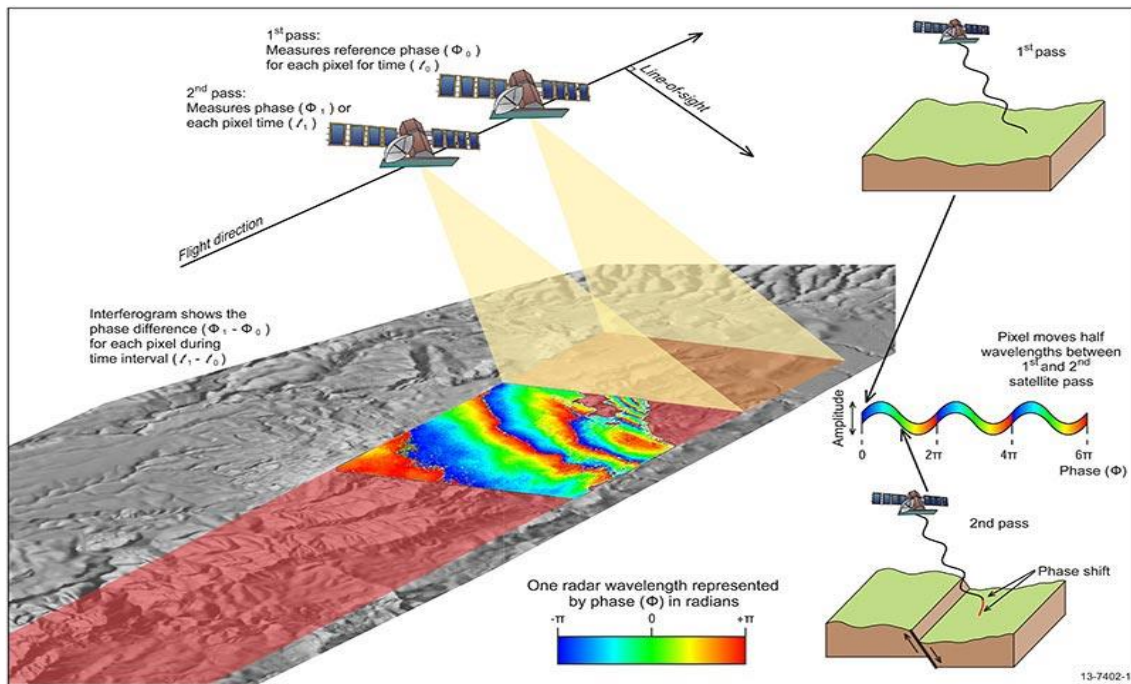 1st pass:
Measures reference phase (Φ0)
for each pixel for time (t0)
2nd pass:
Measures phase (Φ1) or
each pixel time (t1)
Line-of-sight
Flight direction
1st pass
Interferogram shows the
phase difference (Φ1 - Φ0)
for each pixel during
time interval (t1 - t0)
Pixel moves half
wavelengths between
1st and 2nd
satellite pass
Amplitude
0 2π 4π 6π
Phase (Φ)
2nd pass
Phase shift
One radar wavelength represented
by phase (Φ) in radians
-π 0 +π
13-7402-1